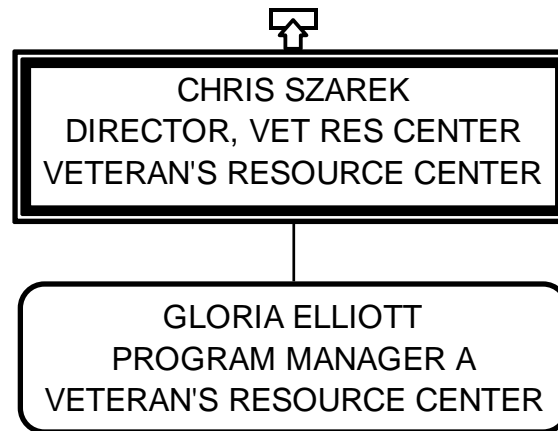 CHRIS SZAREK
DIRECTOR, VET RES CENTER
VETERAN'S RESOURCE CENTER
GLORIA ELLIOTT
PROGRAM MANAGER A
VETERAN'S RESOURCE CENTER